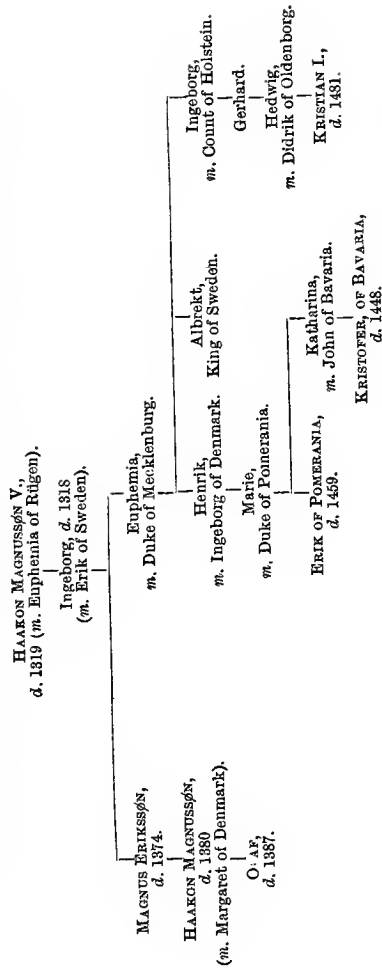 HAAKON MAGNUSSØN V.,
d. 1319 (m. Euphemia of Rügen).
Ingeborg, d. 1318
(m. Erik of Sweden).
MAGNUS ERIKSSØN,
d. 1374.
HAAKON MAGNUSSØN,
d. 1380
(m. Margaret of Denmark).
d. 1387.
Euphemia,
m. Duke of Mecklenburg.
Henrik,
m. Ingeborg of Denmark.
Marie,
m, Duke of Pomerania.
ERIK OF POMERANIA,
d. 1459.
Katharina,
m. John of Bavaria.
KRISTOFER, OF BAVARIA,
d. 1448.
Albrekt,
King of Sweden.
Ingeborg,
m. Count of Holstein.
Gerhard.
Hedwig,
m. Didrik of Oldenborg.
KRISTIAN I.,
d. 1481.